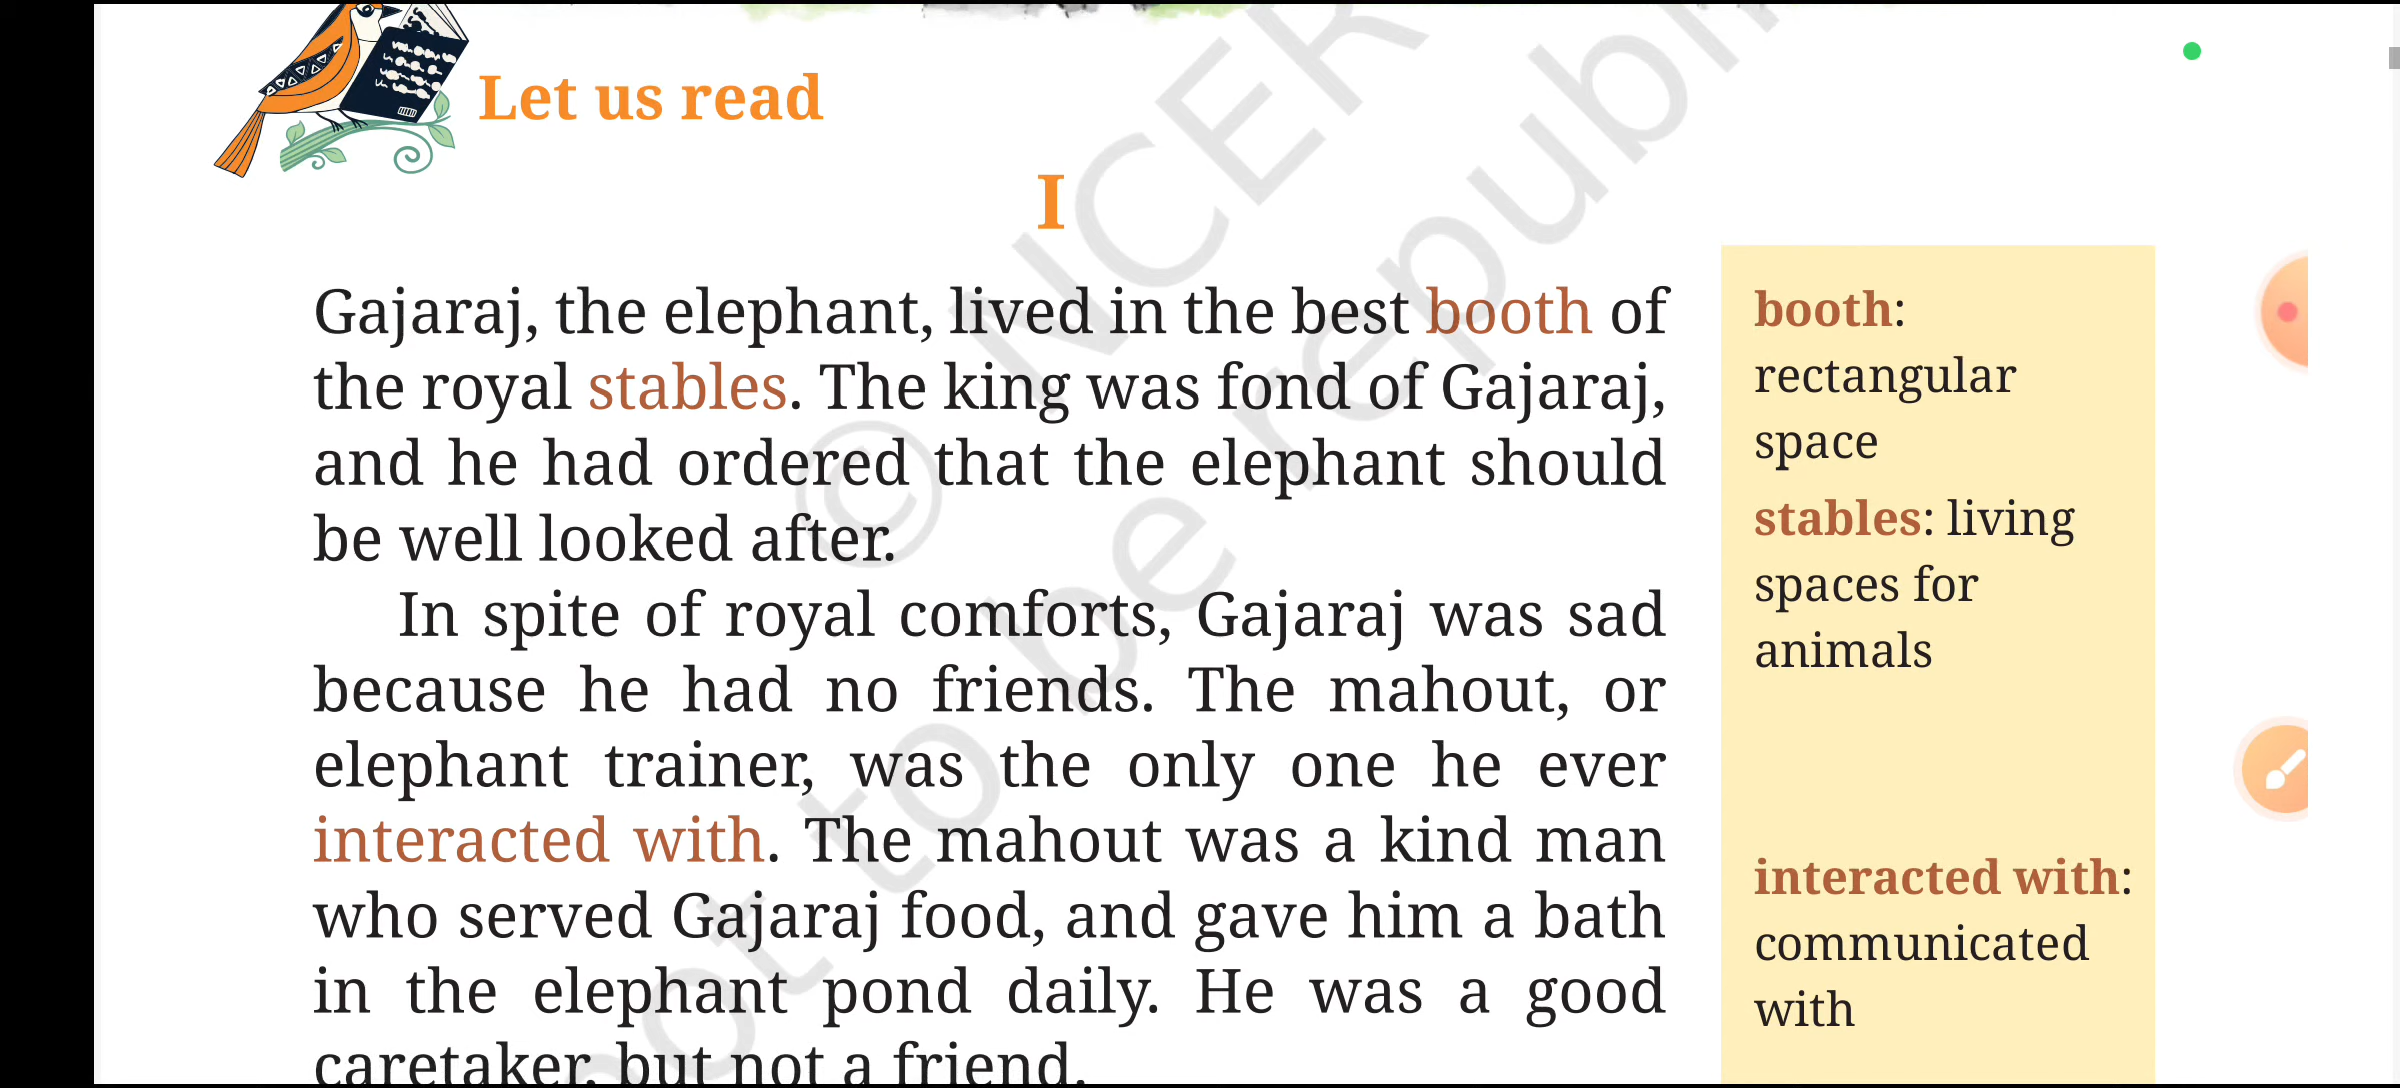 Let us read
I
Gajaraj, the elephant, lived in the best booth of
the royal stables. The king was fond of Gajaraj,
and he had ordered that the elephant should
be well looked after.
In spite of royal comforts, Gajaraj was sad
because he had no friends. The mahout, or
elephant trainer, was the only one he ever
interacted with. The mahout was a kind man
who served Gajaraj food, and gave him a bath
in the elephant pond daily. He was a good
caretaker, but not a friend.
booth:
rectangular
space
stables: living
spaces for
animals
interacted with:
communicated
with
© NCER
not to be republi